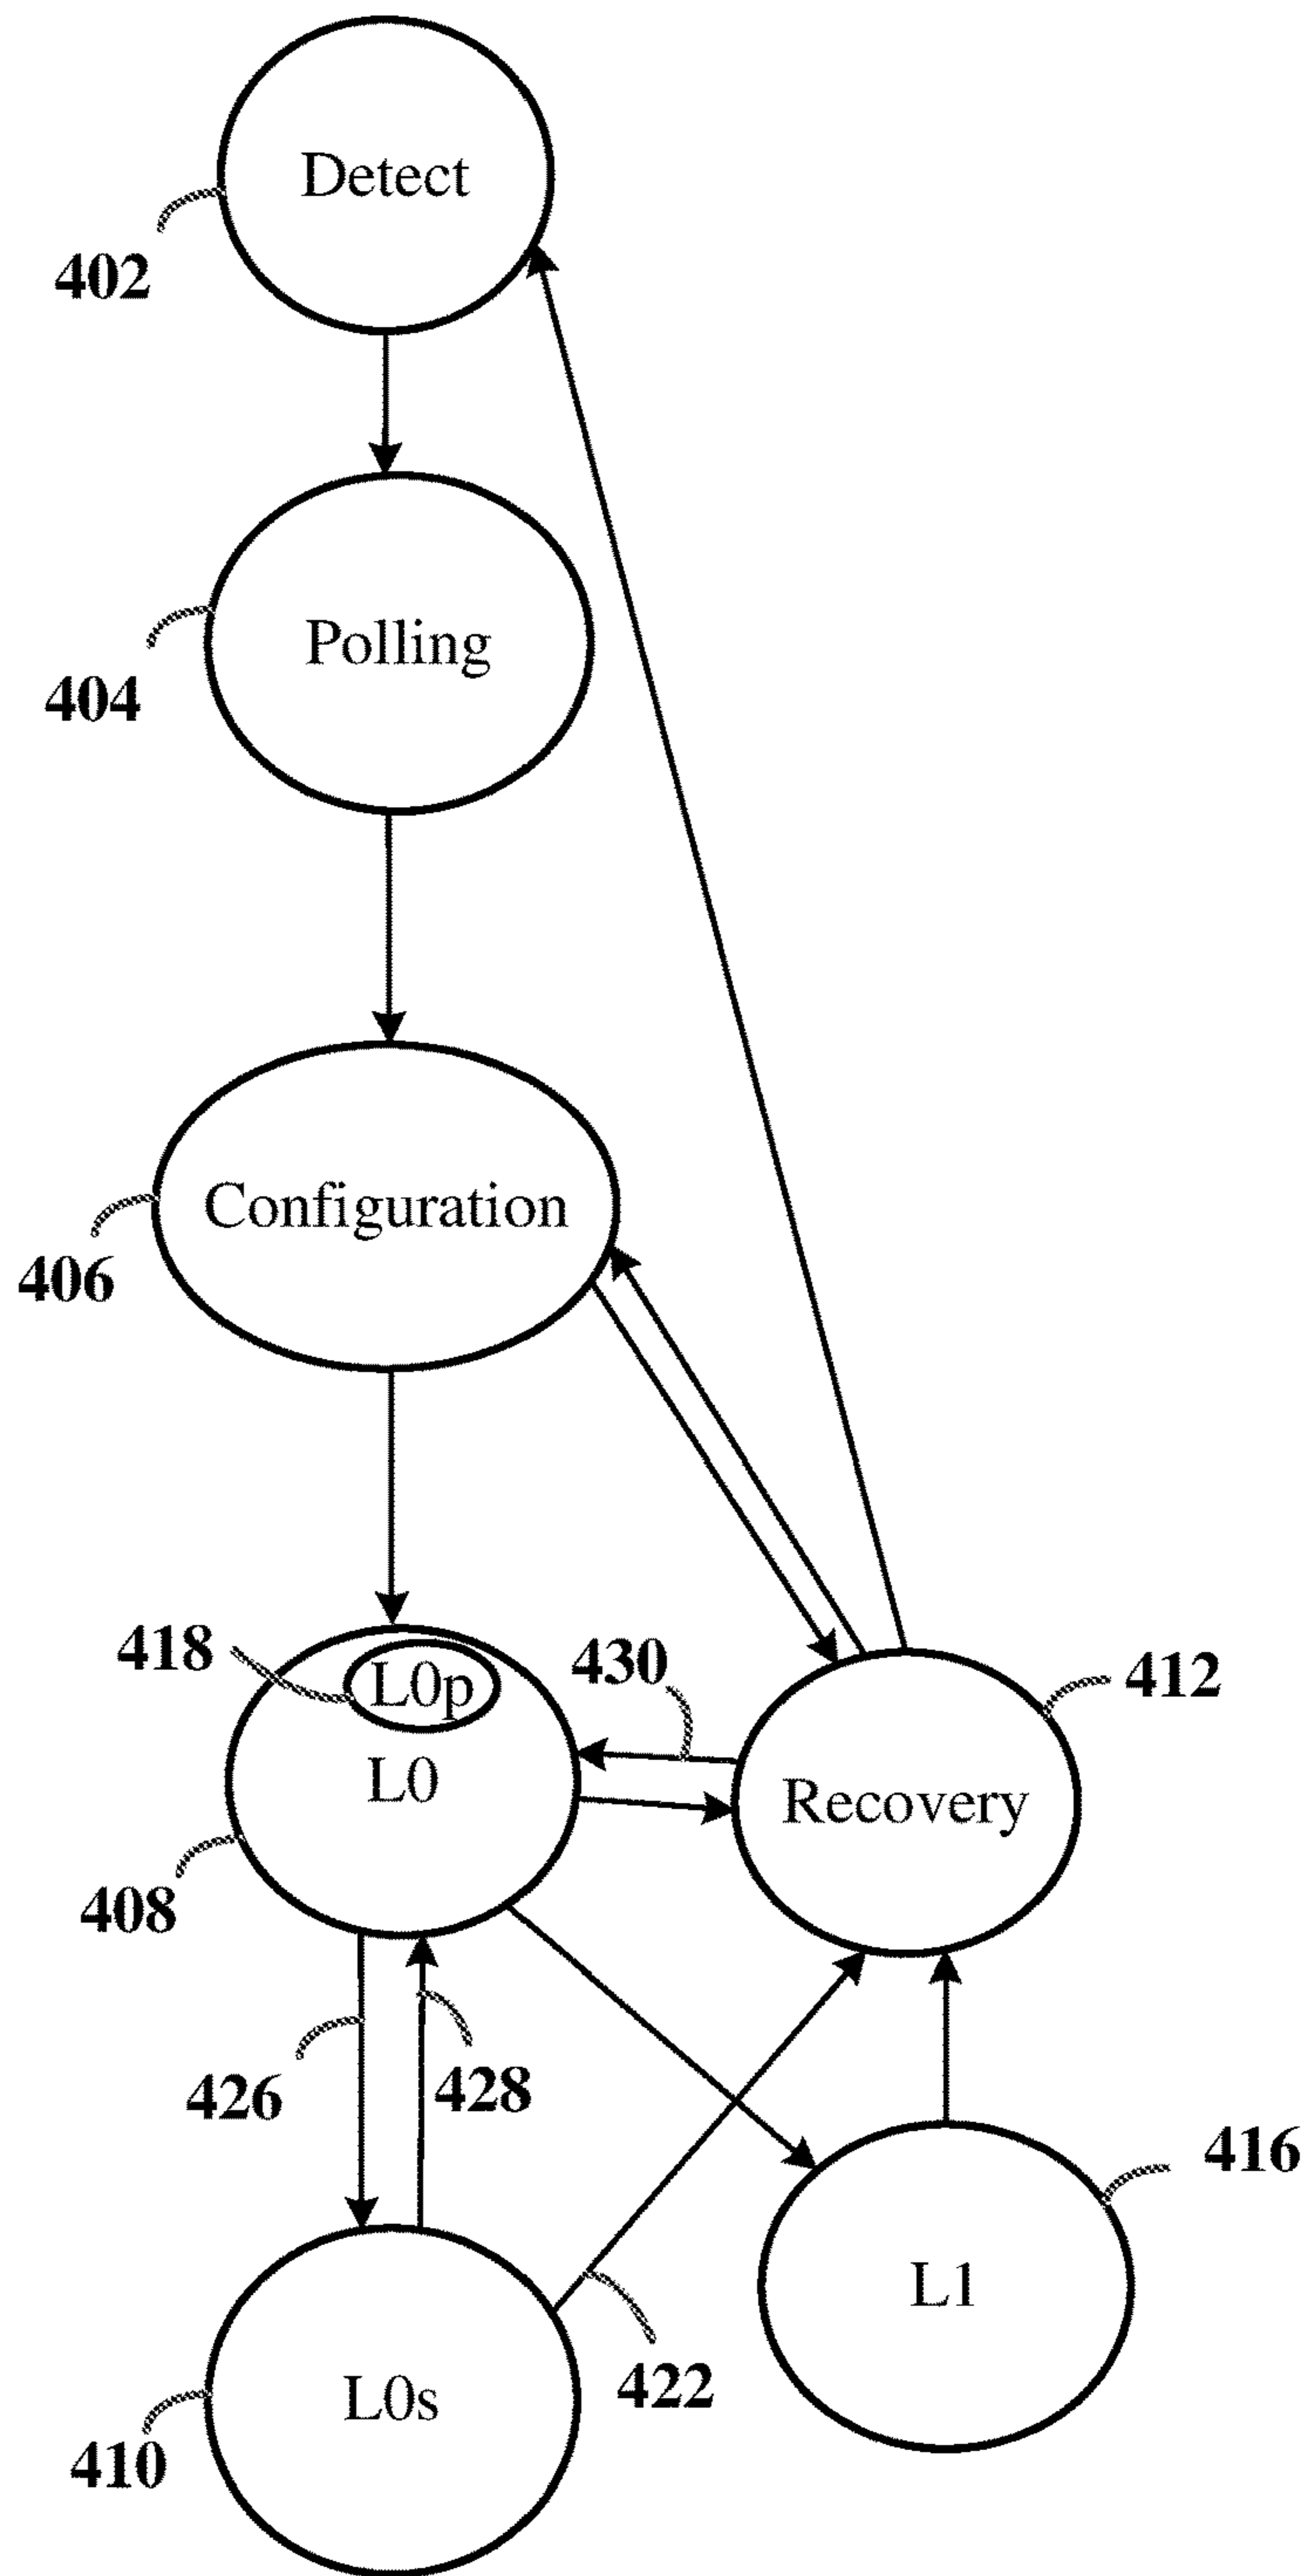 Detect
402
Polling
404
Configuration
406
418
L0p
430
412
L0
Recovery
408
426
428
416
L1
422
L0s
410